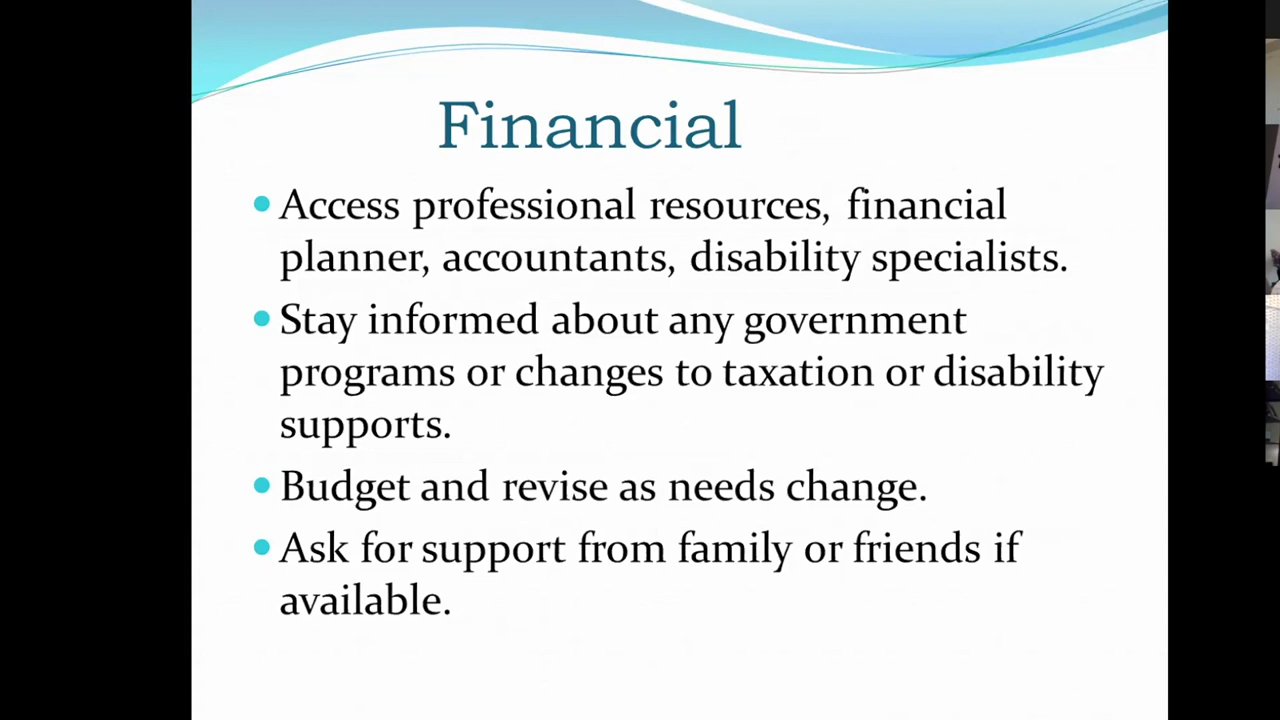 Financial
Access professional resources, financial
planner, accountants, disability specialists.
Stay informed about any government
programs or changes to taxation or disability
supports.
Budget and revise as needs change.
Ask for support from family or friends if
available.